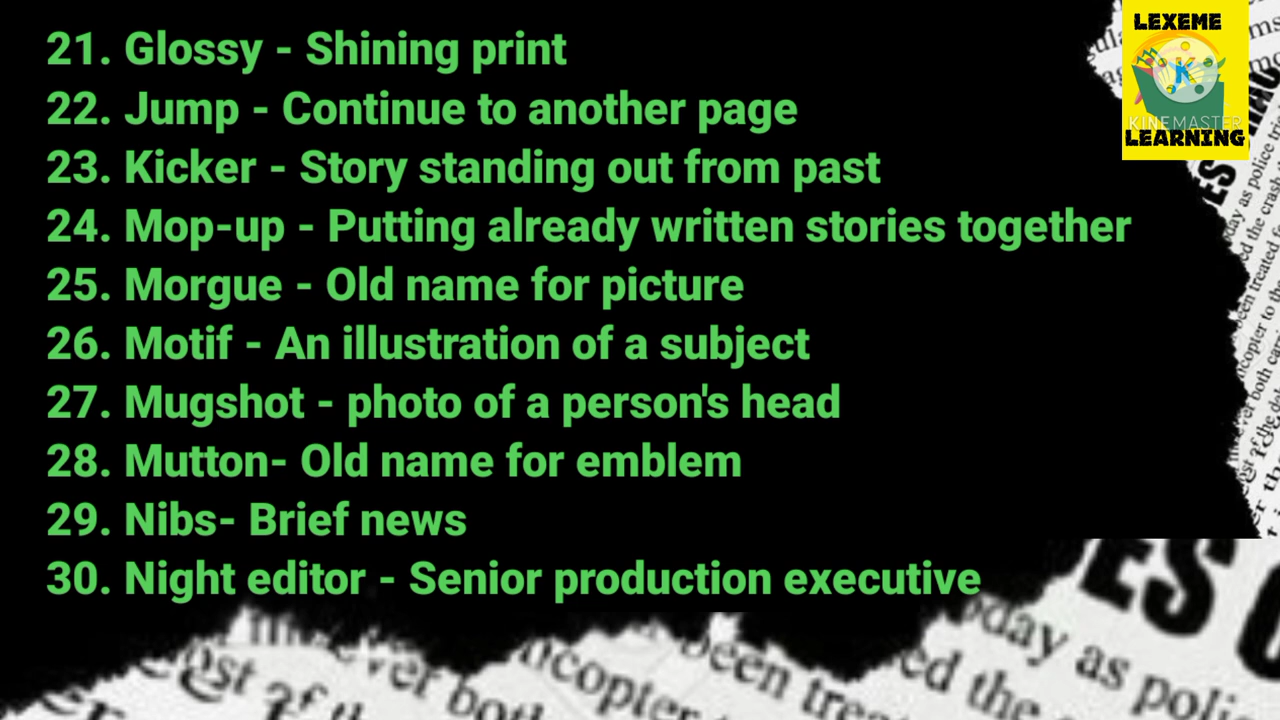 LEXEME
KINEMASTER
LEARNING
21. Glossy - Shining print
22. Jump - Continue to another page
23. Kicker - Story standing out from past
24. Mop-up - Putting already written stories together
25. Morgue - Old name for picture
26. Motif - An illustration of a subject
27. Mugshot - photo of a person's head
28. Mutton- Old name for emblem
29. Nibs- Brief news
30. Night editor - Senior production executive